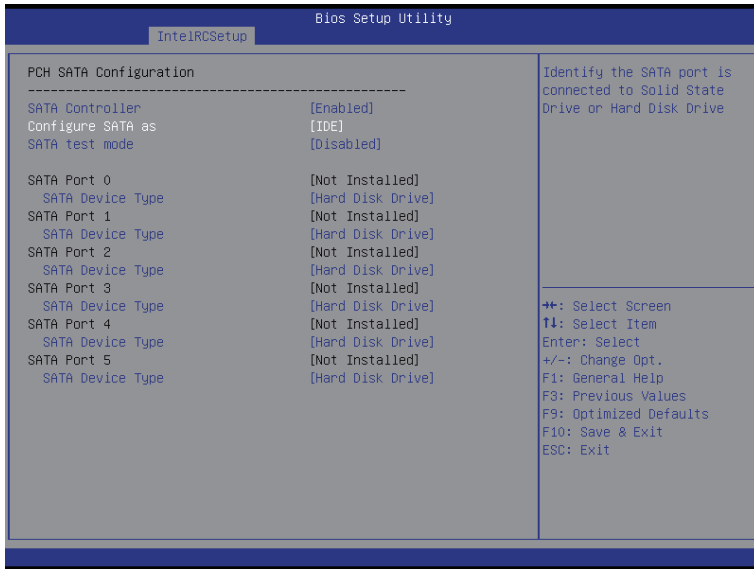 Bios Setup Utility
IntelRCSetup
PCH SATA Configuration
------------------------------------------------
SATA Controller [Enabled]
Configure SATA as [IDE]
SATA test mode [Disabled]
SATA Port 0 [Not Installed]
SATA Device Type [Hard Disk Drive]
SATA Port 1 [Not Installed]
SATA Device Type [Hard Disk Drive]
SATA Port 2 [Not Installed]
SATA Device Type [Hard Disk Drive]
SATA Port 3 [Not Installed]
SATA Device Type [Hard Disk Drive]
SATA Port 4 [Not Installed]
SATA Device Type [Hard Disk Drive]
SATA Port 5 [Not Installed]
SATA Device Type [Hard Disk Drive]
Identify the SATA port is
connected to Solid State
Drive or Hard Disk Drive
→←: Select Screen
↑↓: Select Item
Enter: Select
+/-: Change Opt.
F1: General Help
F3: Previous Values
F9: Optimized Defaults
F10: Save & Exit
ESC: Exit